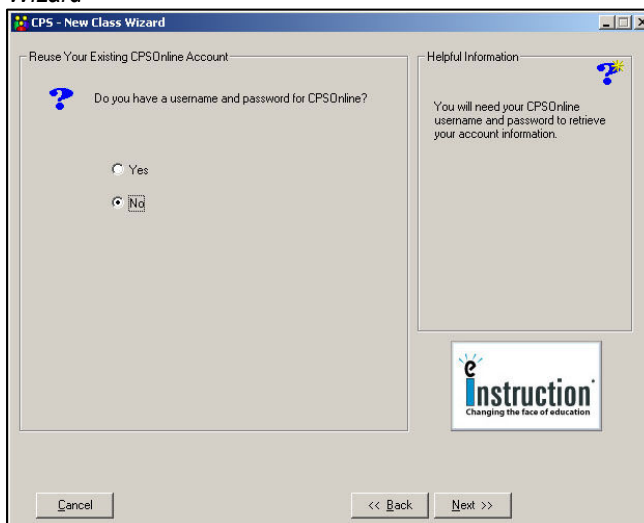 Wizard
CPS - New Class Wizard
Reuse Your Existing CPSOnline Account
Do you have a username and password for CPSOnline?
Yes
No
Helpful Information
You will need your CPSOnline
username and password to retrieve
your account information.
eInstruction
Changing the face of education
Cancel
<< Back
Next >>